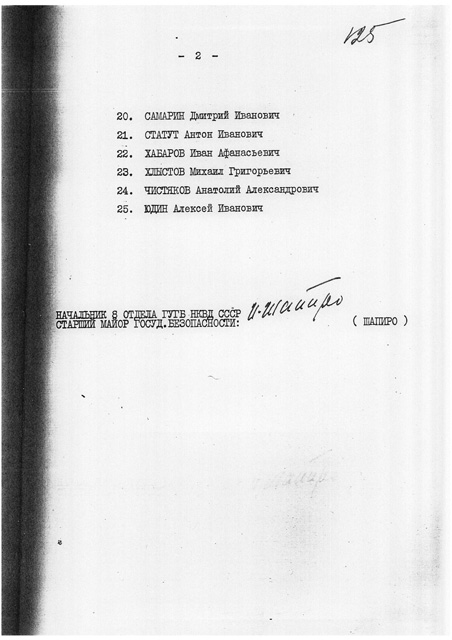 125
- 2 -
20. САМАРИН Дмитрий Иванович
21. СТАТУТ Антон Иванович
22. ХАБАРОВ Иван Афанасьевич
23. ХЛЫСТОВ Михаил Григорьевич
24. ЧИСТЯКОВ Анатолий Александрович
25. ЮДИН Алексей Иванович
НАЧАЛЬНИК 8 ОТДЕЛА ГУГБ НКВД СССР
СТАРШИЙ МАЙОР ГОСУД.БЕЗОПАСНОСТИ: И.Шапиро ( ШАПИРО )